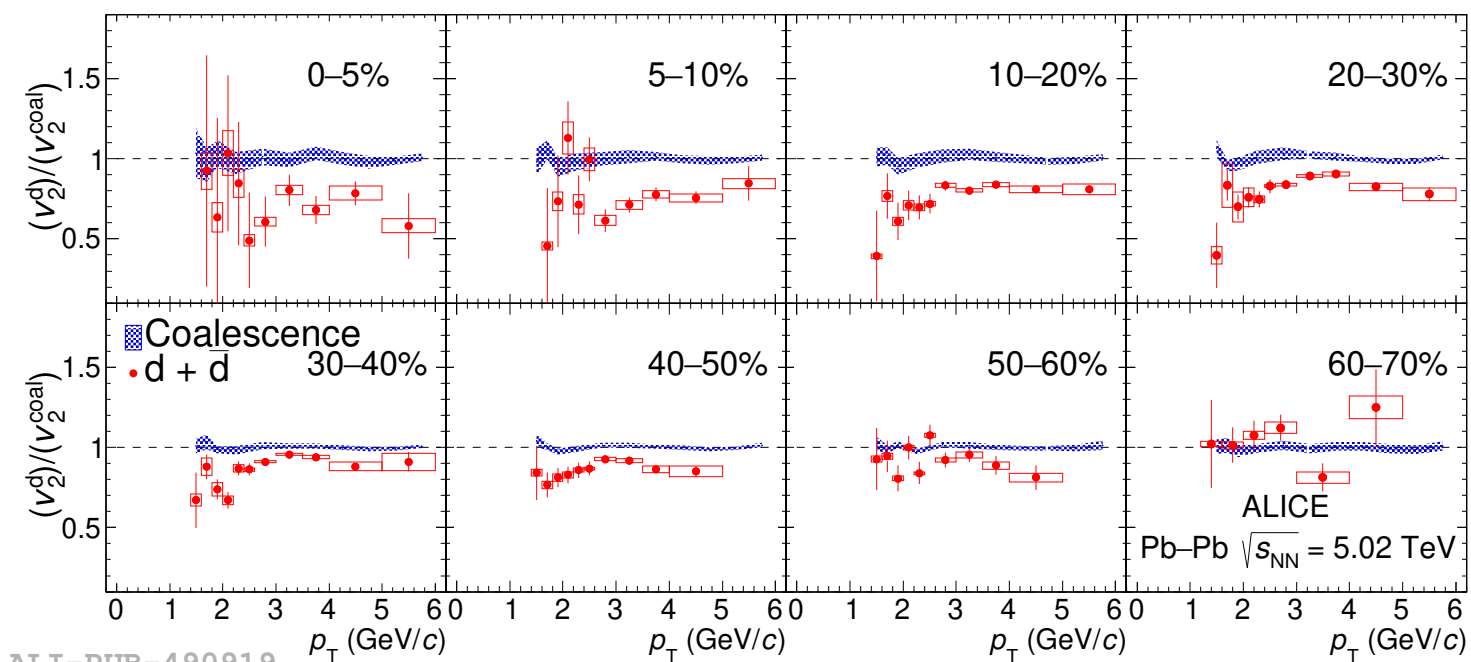 (v₂ᵈ)/(v₂ᶜᵒᵃˡ)
1.5
1
0.5
0–5%
5–10%
10–20%
20–30%
(v₂ᵈ)/(v₂ᶜᵒᵃˡ)
1.5
1
0.5
Coalescence
d + d̅
30–40%
40–50%
50–60%
60–70%
ALICE
Pb–Pb √sNN = 5.02 TeV
0 1 2 3 4 5 6
0 1 2 3 4 5 6
0 1 2 3 4 5 6
0 1 2 3 4 5 6
pT (GeV/c)
pT (GeV/c)
pT (GeV/c)
pT (GeV/c)
ALI-PUB-490919